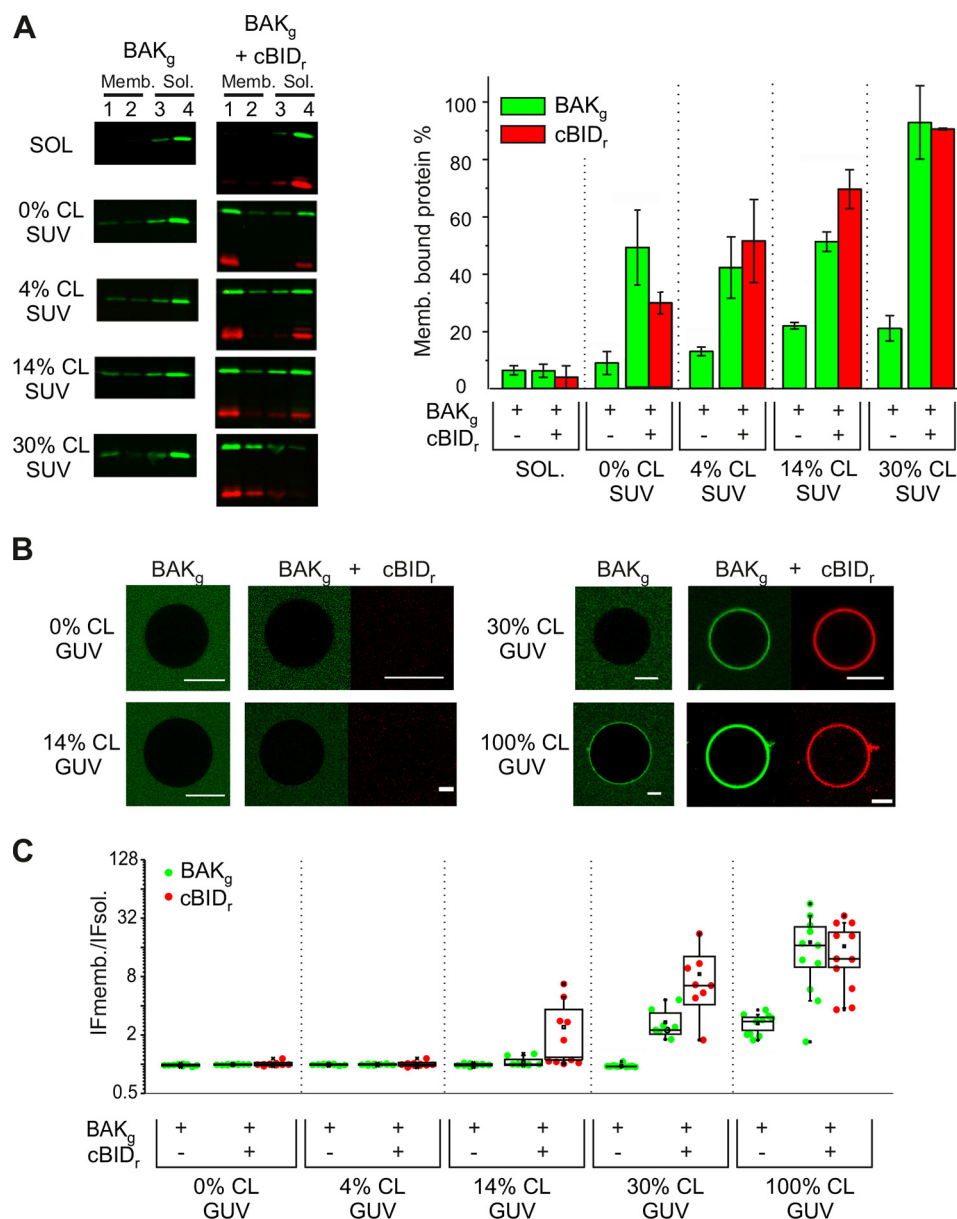 A
BAKg
BAKg
+ cBIDr
Memb. Sol.
Memb. Sol.
1 2 3 4
1 2 3 4
SOL
0% CL
SUV
4% CL
SUV
14% CL
SUV
30% CL
SUV
Memb. bound protein %
100
80
60
40
20
0
BAKg
cBIDr
BAKg + + + + + + + + + +
cBIDr - + - + - + - + - +
SOL.
0% CL
SUV
4% CL
SUV
14% CL
SUV
30% CL
SUV
B
BAKg
BAKg + cBIDr
0% CL
GUV
14% CL
GUV
BAKg
BAKg + cBIDr
30% CL
GUV
100% CL
GUV
C
IFmemb./IFsol.
128
32
8
2
0.5
BAKg
cBIDr
BAKg + + + + + + + + + +
cBIDr - + - + - + - + - +
0% CL
GUV
4% CL
GUV
14% CL
GUV
30% CL
GUV
100% CL
GUV